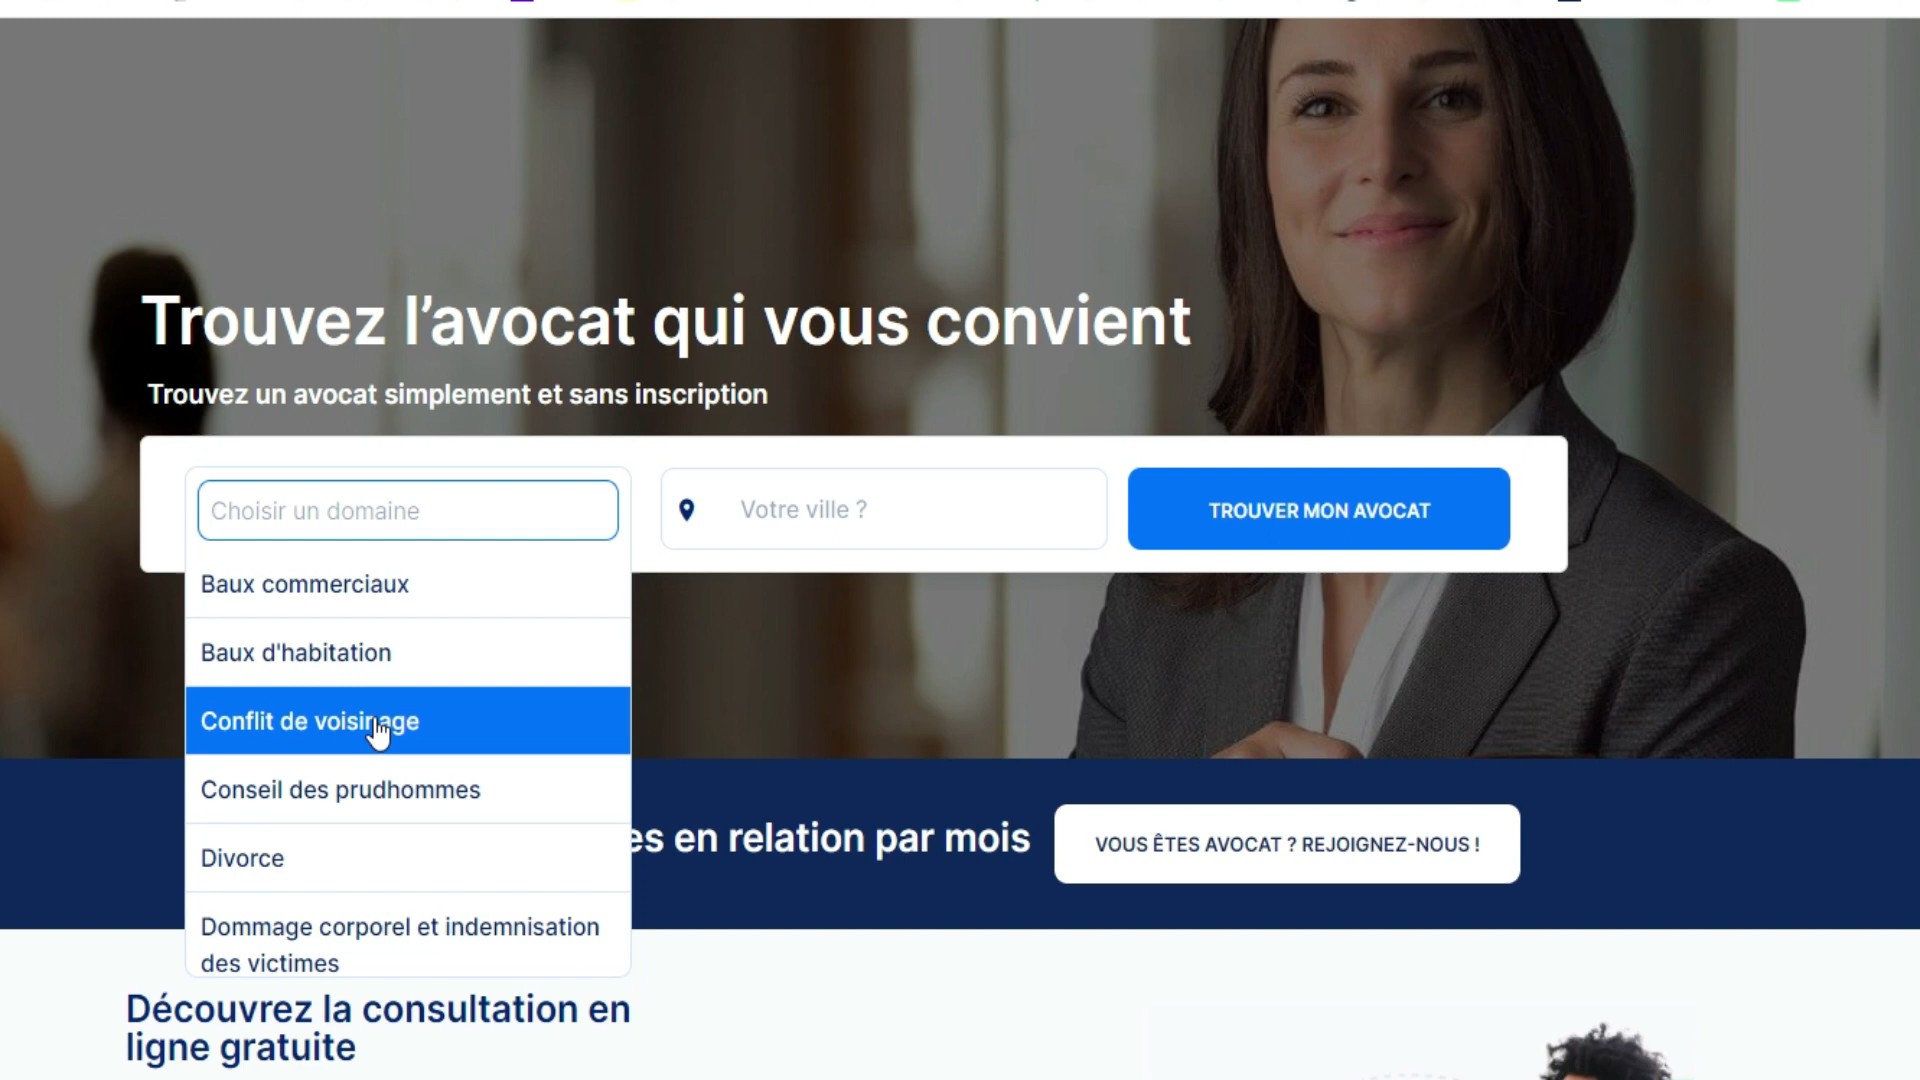 Trouvez l’avocat qui vous convient
Trouvez un avocat simplement et sans inscription
Choisir un domaine
Votre ville ?
TROUVER MON AVOCAT
Baux commerciaux
Baux d'habitation
Conflit de voisinage
Conseil des prudhommes
Divorce
Dommage corporel et indemnisation
des victimes
en relation par mois
VOUS ÊTES AVOCAT ? REJOIGNEZ-NOUS !
Découvrez la consultation en
ligne gratuite